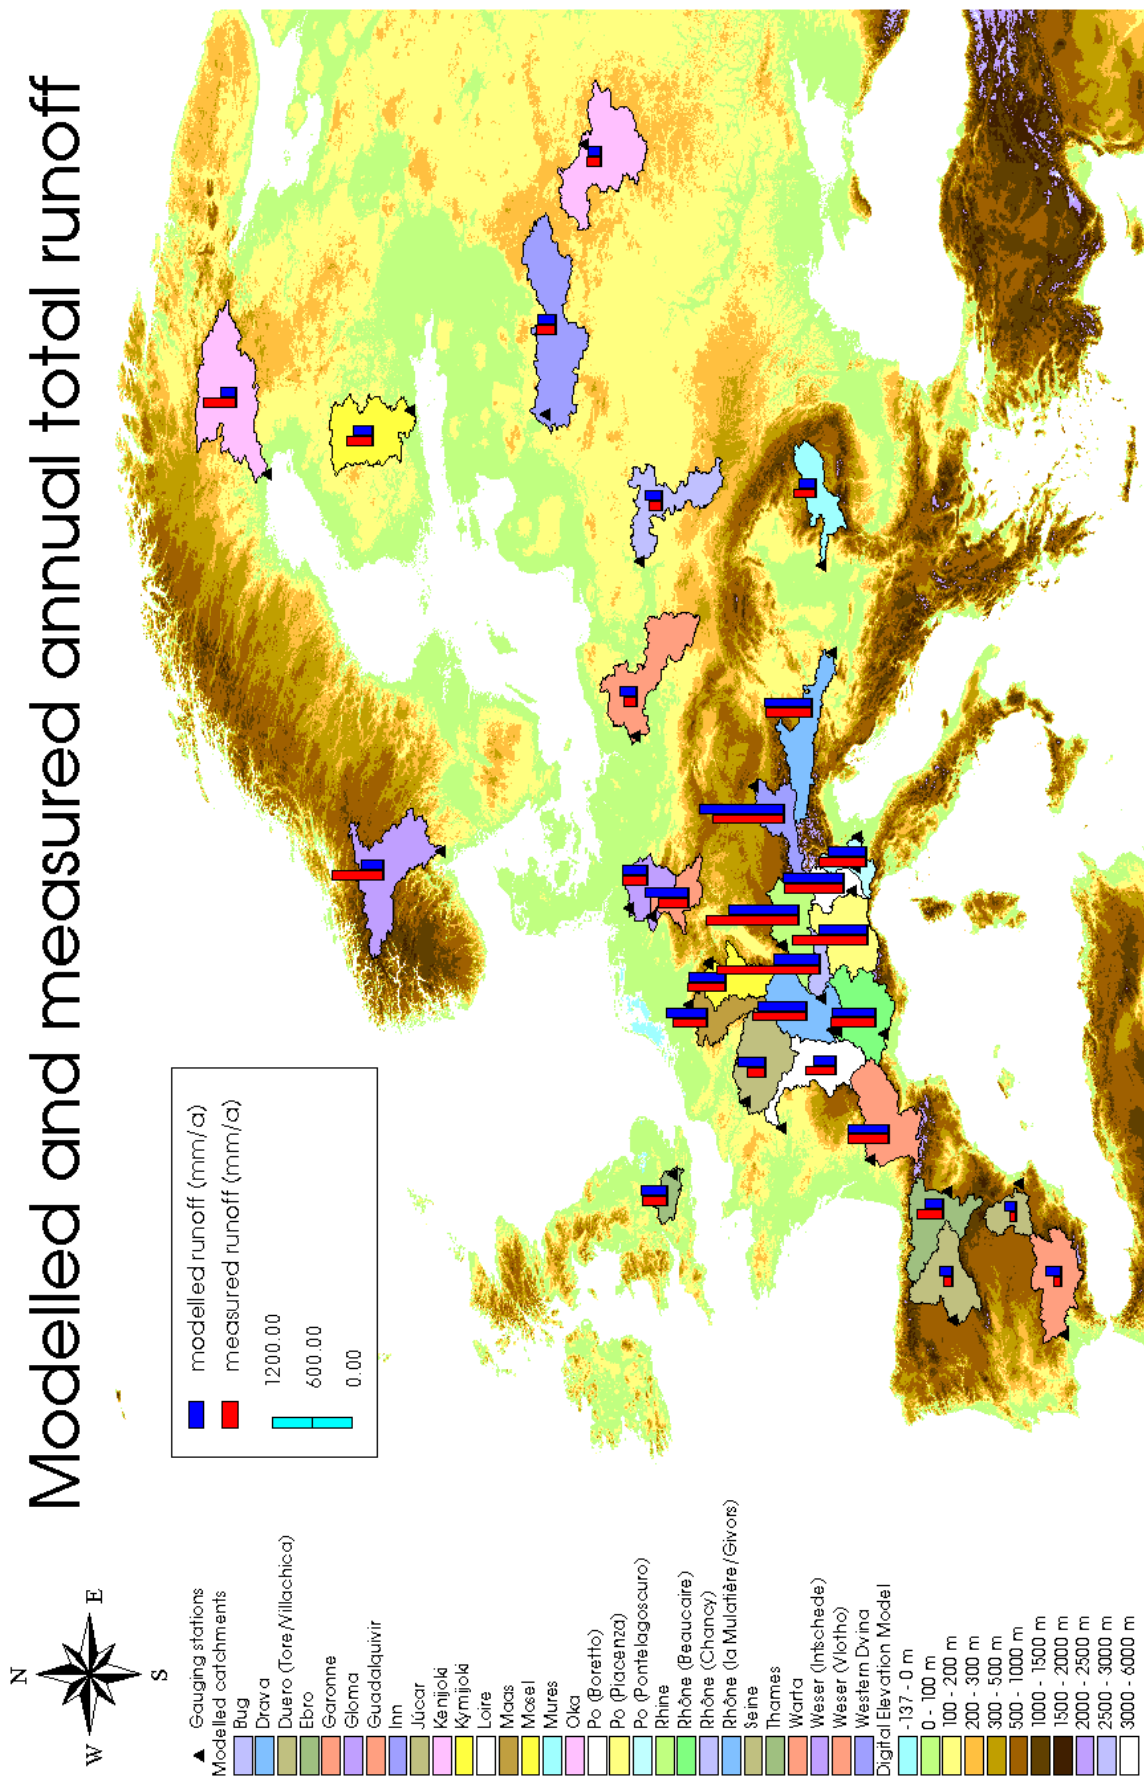 Modelled and measured annual total runoff
N
W
E
S
modelled runoff (mm/a)
measured runoff (mm/a)
1200.00
600.00
0.00
Gauging stations
Modelled catchments
Bug
Drava
Duero (Tore/Villachica)
Ebro
Garonne
Gloma
Guadalquivir
Inn
Júcar
Kemijoki
Kymijoki
Loire
Maas
Mosel
Mures
Oka
Po (Boretto)
Po (Piacenza)
Po (Pontelagoscuro)
Rhine
Rhône (Beaucaire)
Rhône (Chancy)
Rhône (la Mulatière/Givors)
Seine
Thames
Warta
Weser (Intschede)
Weser (Vlotho)
Western Dvina
Digital Elevation Model
-137 - 0 m
0 - 100 m
100 - 200 m
200 - 300 m
300 - 500 m
500 - 1000 m
1000 - 1500 m
1500 - 2000 m
2000 - 2500 m
2500 - 3000 m
3000 - 6000 m